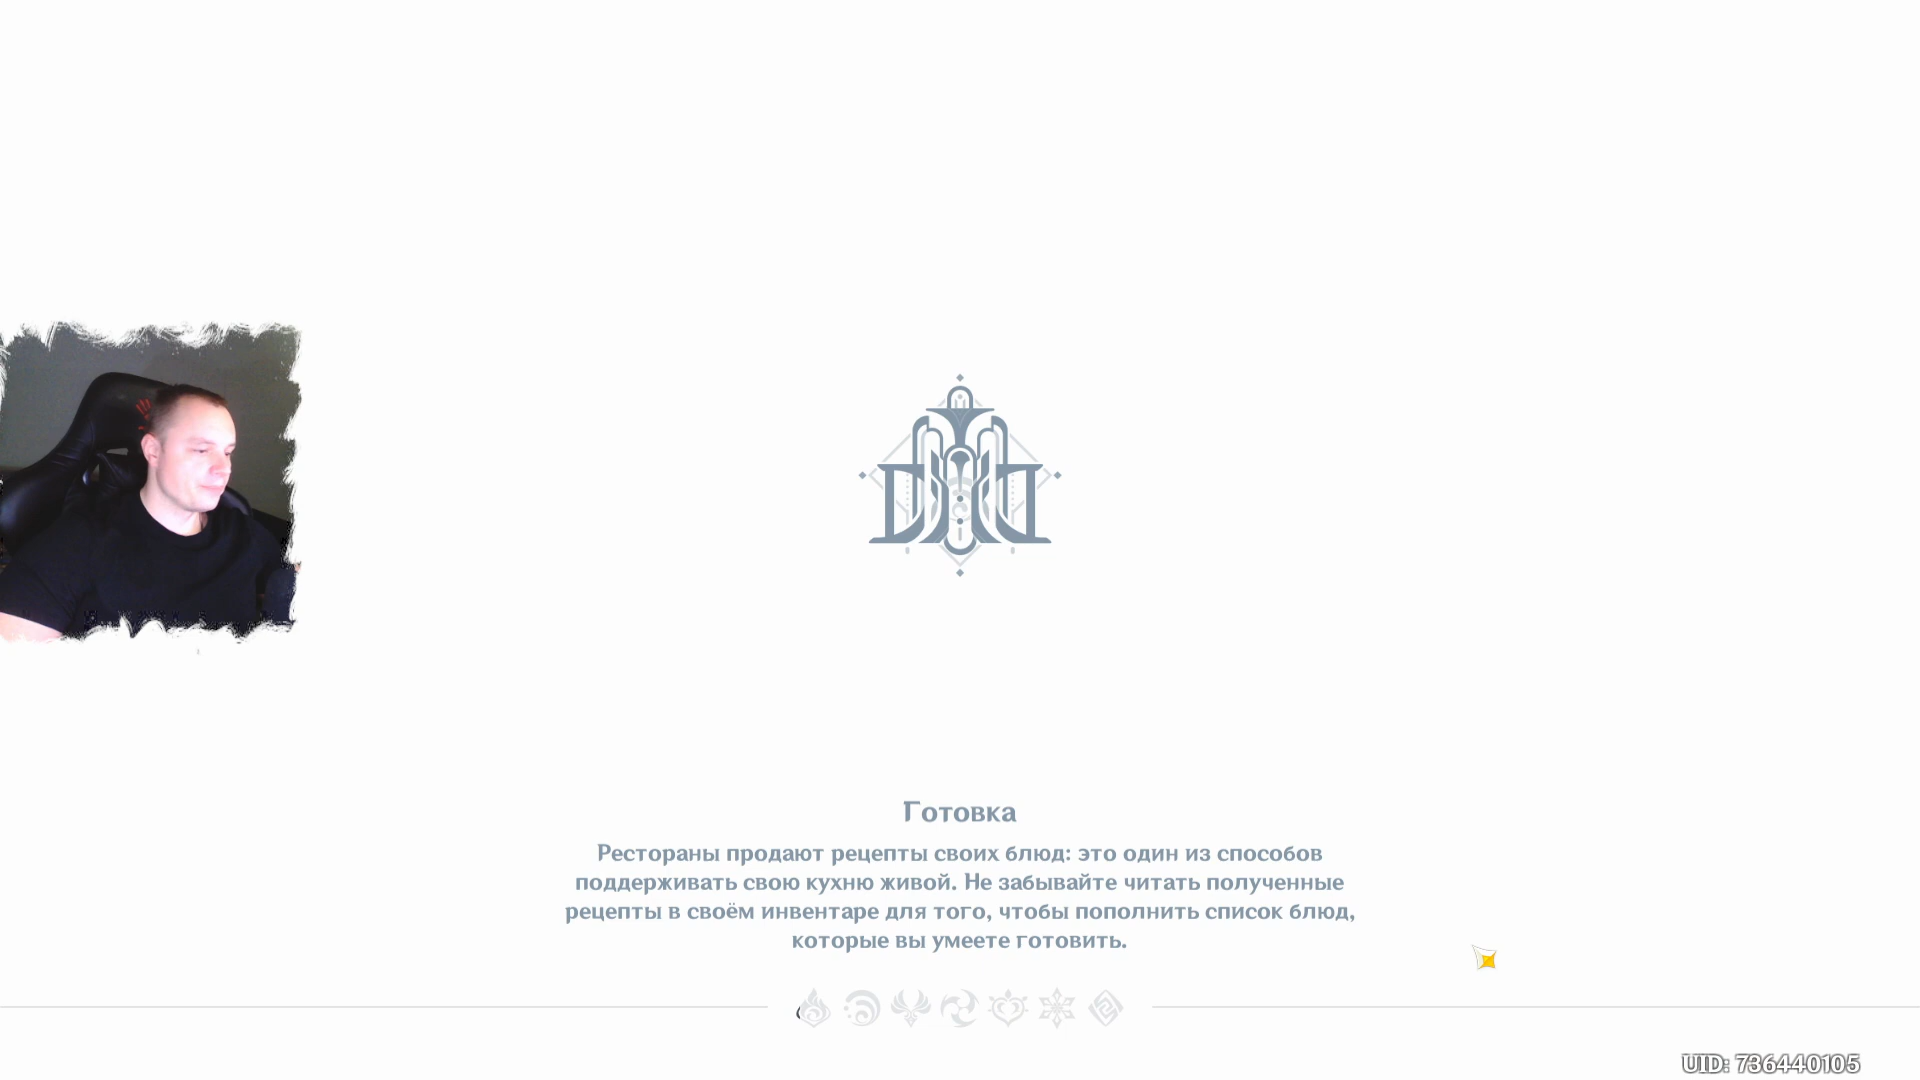 Готовка
Рестораны продают рецепты своих блюд: это один из способов
поддерживать свою кухню живой. Не забывайте читать полученные
рецепты в своём инвентаре для того, чтобы пополнить список блюд,
которые вы умеете готовить.
UID: 736440105